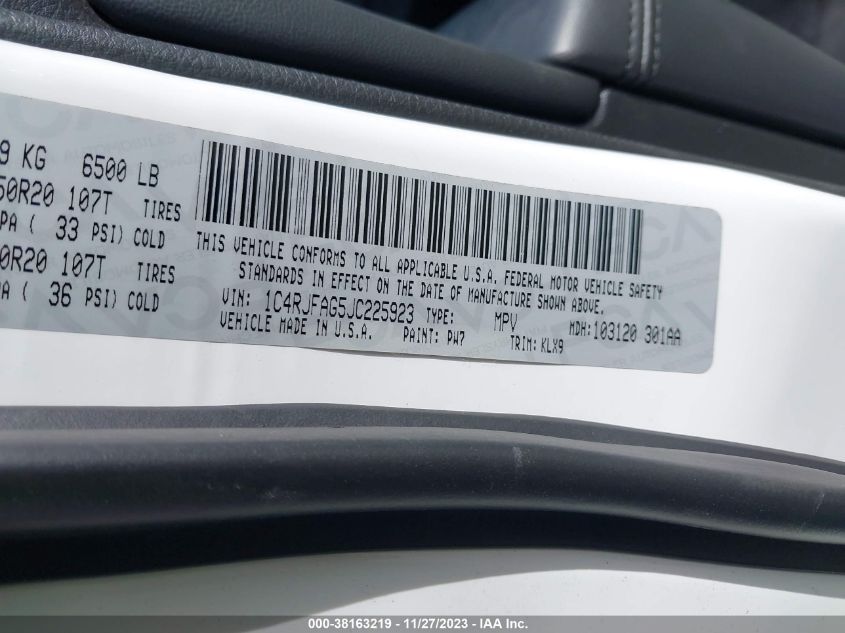 9 KG 6500 LB
50R20 107T TIRES
PA ( 33 PSI) COLD
0R20 107T TIRES
A ( 36 PSI) COLD
THIS VEHICLE CONFORMS TO ALL APPLICABLE U.S.A. FEDERAL MOTOR VEHICLE SAFETY
STANDARDS IN EFFECT ON THE DATE OF MANUFACTURE SHOWN ABOVE.
VIN: 1C4RJFAG5JC225923 TYPE: MPV MDH:103120 301AA
VEHICLE MADE IN U.S.A. PAINT: PW7 TRIM: KLX9
000-38163219 - 11/27/2023 - IAA Inc.